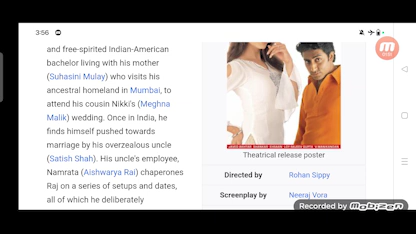 3:56
and free-spirited Indian-American
bachelor living with his mother
(Suhasini Mulay) who visits his
ancestral homeland in Mumbai, to
attend his cousin Nikki's (Meghna
Malik) wedding. Once in India, he
finds himself pushed towards
marriage by his overzealous uncle
(Satish Shah). His uncle's employee,
Namrata (Aishwarya Rai) chaperones
Raj on a series of setups and dates,
all of which he deliberately
Theatrical release poster
Directed by Rohan Sippy
Screenplay by Neeraj Vora
Recorded by Mobizen